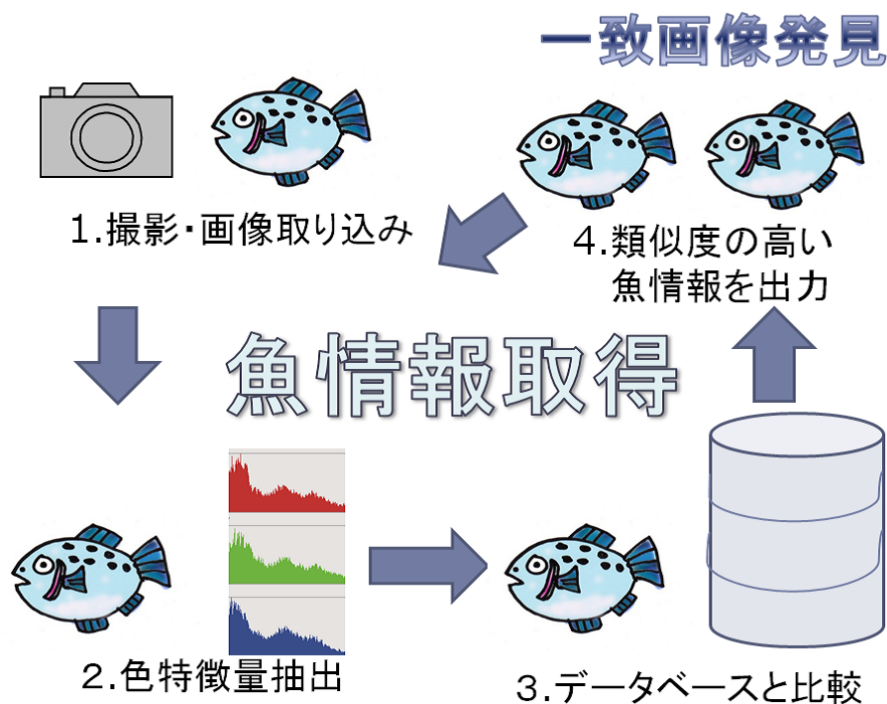 一致画像発見
1.撮影・画像取り込み
4.類似度の高い
魚情報を出力
魚情報取得
2.色特徴量抽出
3.データベースと比較